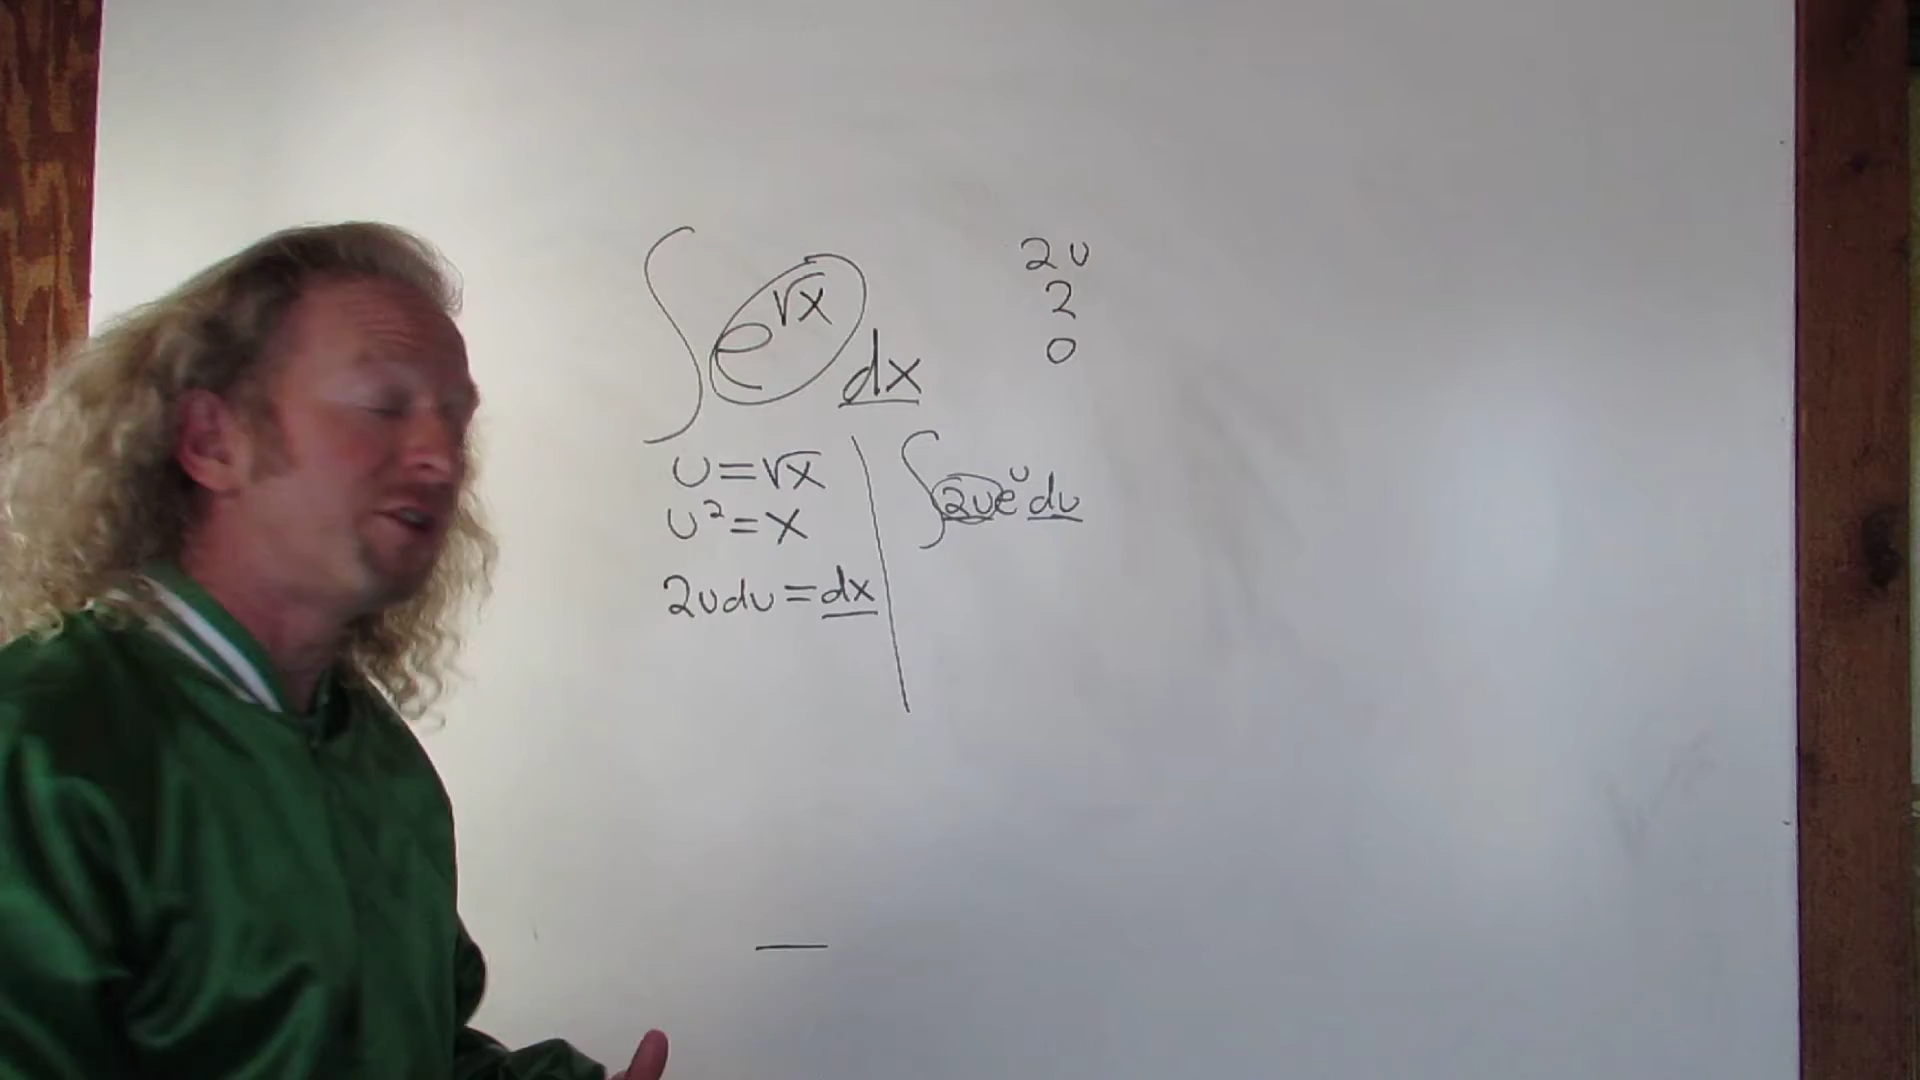 ∫e^√x dx
u=√x
u²=x
2udu=dx
∫2ue^u du
2u
2
0